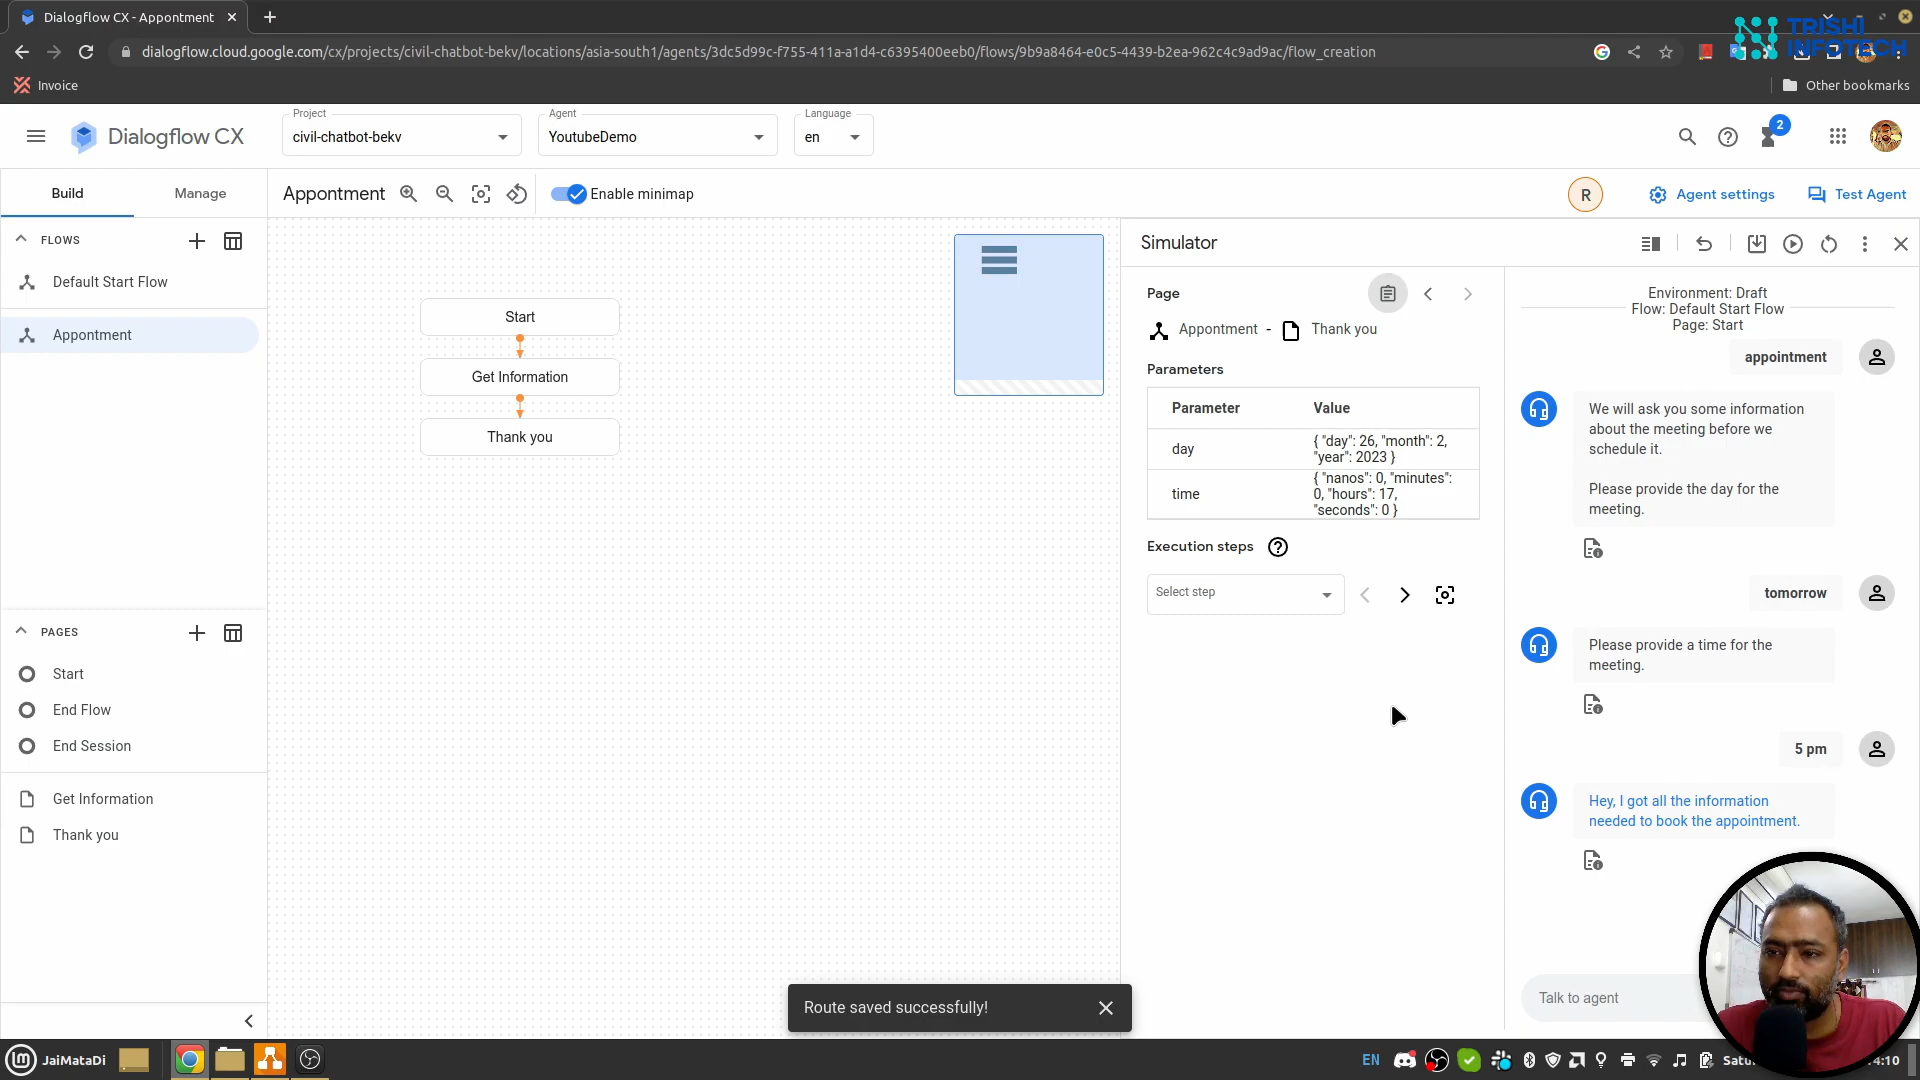 Dialogflow CX - Appontment
TRISHI
INFOTECH
dialogflow.cloud.google.com/cx/projects/civil-chatbot-bekv/locations/asia-south1/agents/3dc5d99c-f755-411a-a1d4-c6395400eeb0/flows/9b9a8464-e0c5-4439-b2ea-962c4c9ad9ac/flow_creation
Invoice
Other bookmarks
Dialogflow CX
Project
civil-chatbot-bekv
Agent
YoutubeDemo
Language
en
2
Build
Manage
Appontment
Enable minimap
R
Agent settings
Test Agent
FLOWS
Default Start Flow
Appontment
PAGES
Start
End Flow
End Session
Get Information
Thank you
Start
Get Information
Thank you
Simulator
Page
Appontment - Thank you
Parameters
Parameter Value
day { "day": 26, "month": 2,
"year": 2023 }
time { "nanos": 0, "minutes":
0, "hours": 17,
"seconds": 0 }
Execution steps
Select step
Environment: Draft
Flow: Default Start Flow
Page: Start
appointment
We will ask you some information
about the meeting before we
schedule it.
Please provide the day for the
meeting.
tomorrow
Please provide a time for the
meeting.
5 pm
Hey, I got all the information
needed to book the appointment.
Talk to agent
Route saved successfully!
JaiMataDi
EN